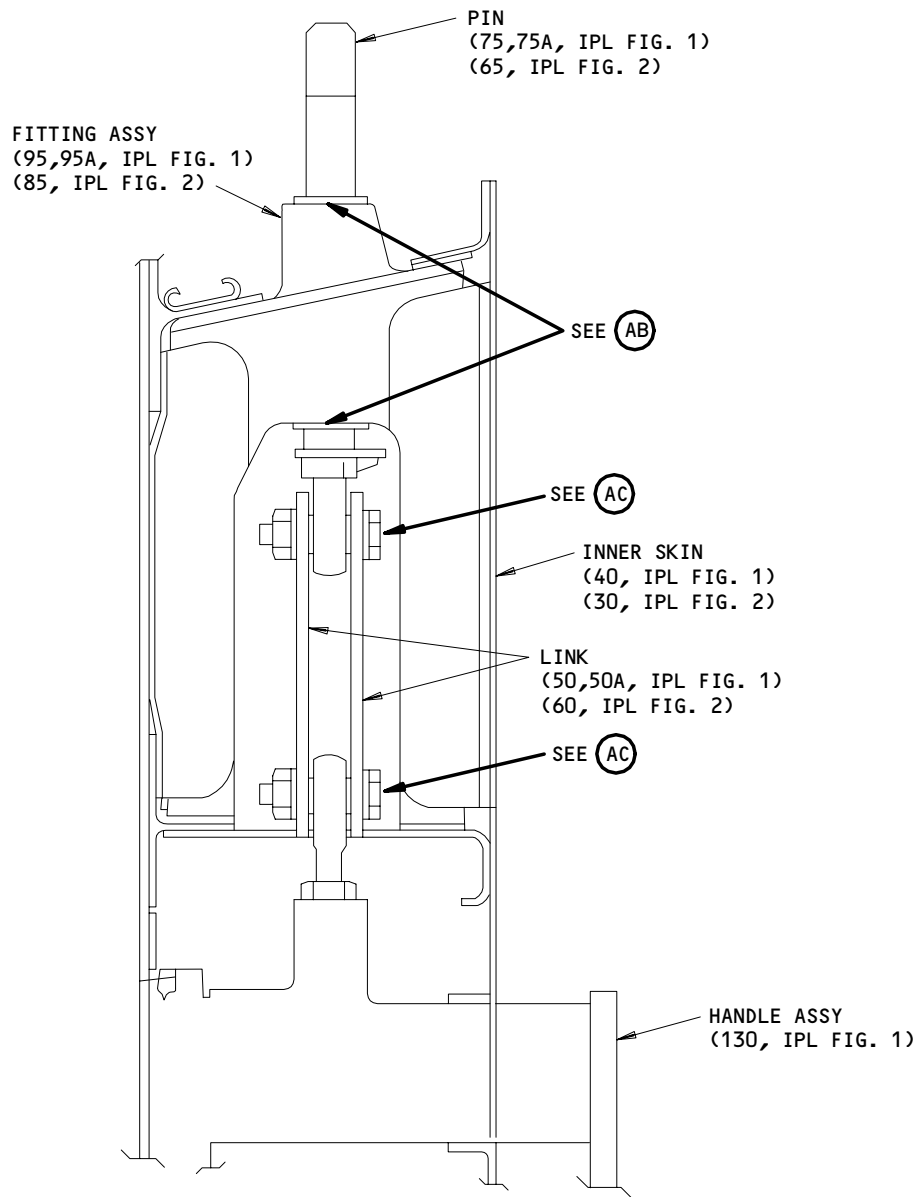 PIN
(75,75A, IPL FIG. 1)
(65, IPL FIG. 2)
FITTING ASSY
(95,95A, IPL FIG. 1)
(85, IPL FIG. 2)
SEE AB
SEE AC
INNER SKIN
(40, IPL FIG. 1)
(30, IPL FIG. 2)
LINK
(50,50A, IPL FIG. 1)
(60, IPL FIG. 2)
SEE AC
HANDLE ASSY
(130, IPL FIG. 1)